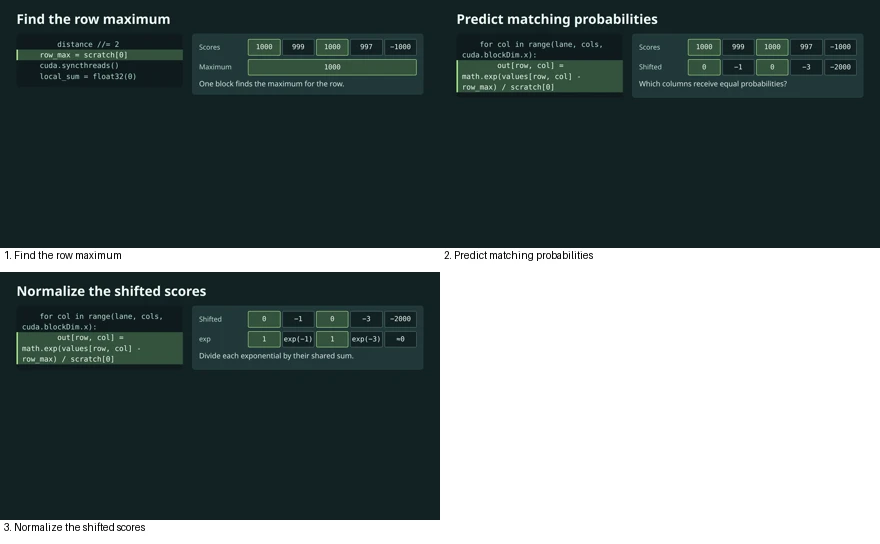 Find the row maximum
distance //= 2
row_max = scratch[0]
cuda.syncthreads()
local_sum = float32(0)
Scores 1000 999 1000 997 −1000
Maximum 1000
One block finds the maximum for the row.
1. Find the row maximum
Predict matching probabilities
for col in range(lane, cols,
cuda.blockDim.x):
out[row, col] =
math.exp(values[row, col] -
row_max) / scratch[0]
Scores 1000 999 1000 997 −1000
Shifted 0 −1 0 −3 −2000
Which columns receive equal probabilities?
2. Predict matching probabilities
Normalize the shifted scores
for col in range(lane, cols,
cuda.blockDim.x):
out[row, col] =
math.exp(values[row, col] -
row_max) / scratch[0]
Shifted 0 −1 0 −3 −2000
exp 1 exp(−1) 1 exp(−3) ≈0
Divide each exponential by their shared sum.
3. Normalize the shifted scores